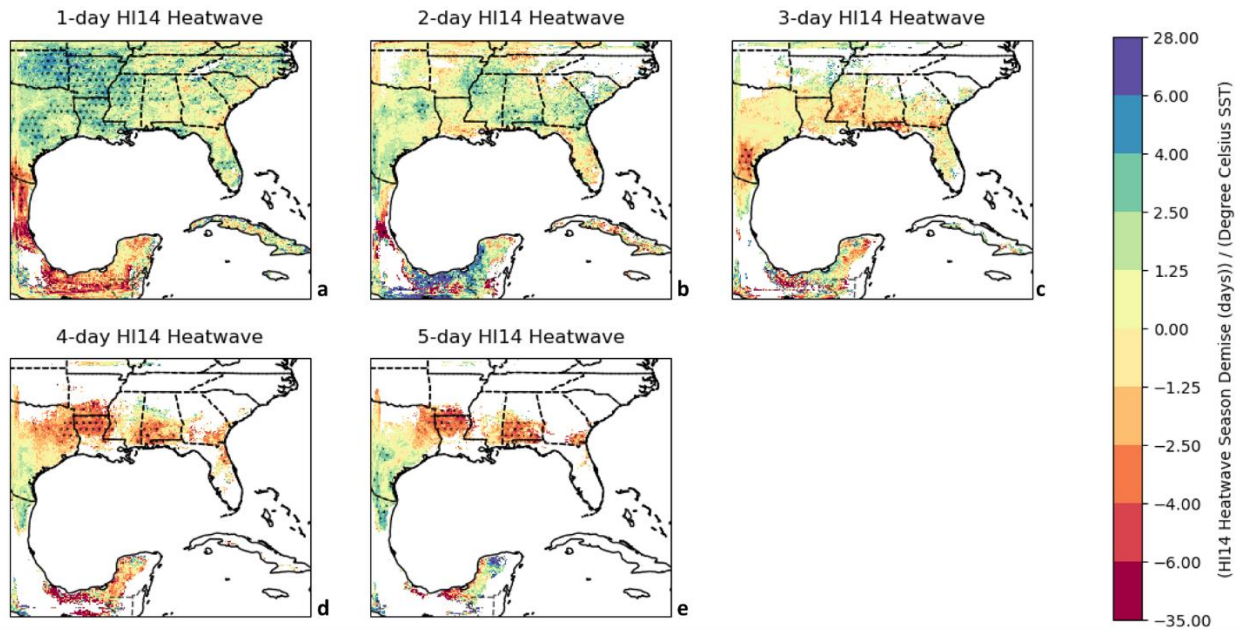 1-day HI14 Heatwave
2-day HI14 Heatwave
3-day HI14 Heatwave
a
b
c
4-day HI14 Heatwave
5-day HI14 Heatwave
d
e
28.00
6.00
4.00
2.50
1.25
0.00
−1.25
−2.50
−4.00
−6.00
−35.00
(HI14 Heatwave Season Demise (days)) / (Degree Celsius SST)